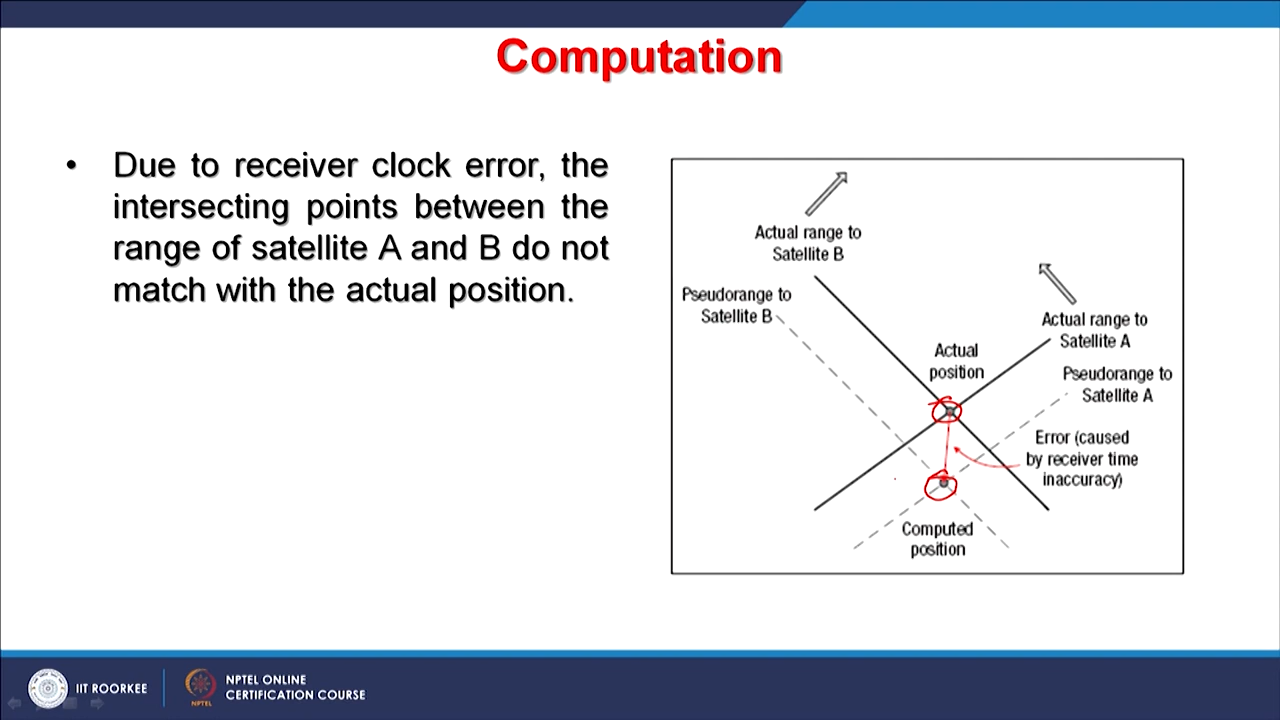 Computation
• Due to receiver clock error, the
intersecting points between the
range of satellite A and B do not
match with the actual position.
Actual range to
Satellite B
Pseudorange to
Satellite B
Actual range to
Satellite A
Actual
position
Pseudorange to
Satellite A
Error (caused
by receiver time
inaccuracy)
Computed
position
IIT ROORKEE
NPTEL
NPTEL ONLINE
CERTIFICATION COURSE